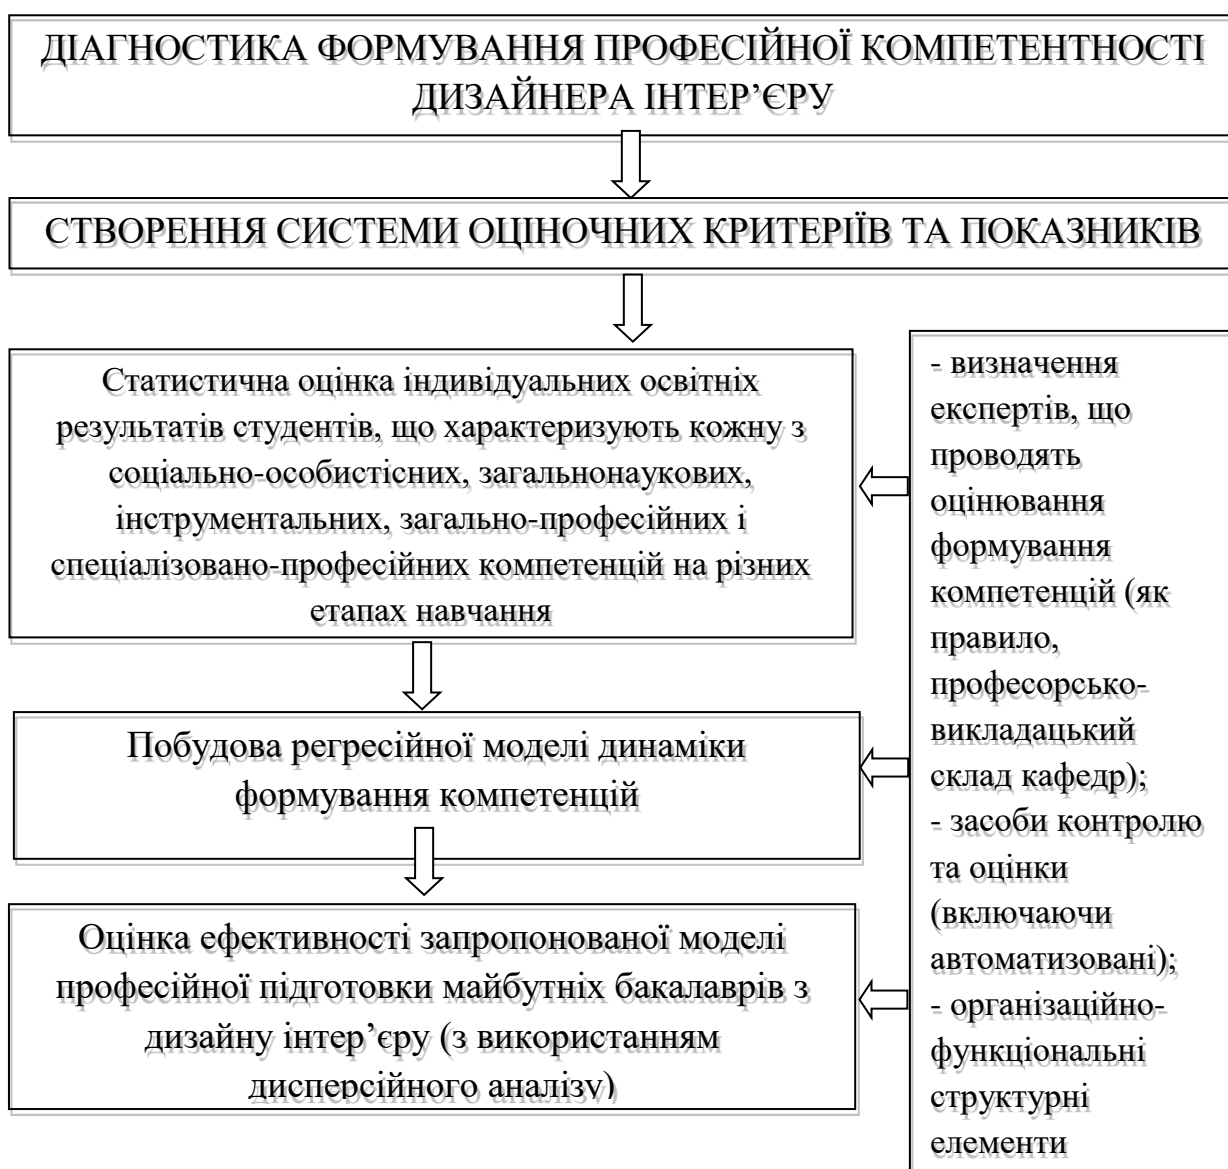 ДІАГНОСТИКА ФОРМУВАННЯ ПРОФЕСІЙНОЇ КОМПЕТЕНТНОСТІ
ДИЗАЙНЕРА ІНТЕР’ЄРУ
СТВОРЕННЯ СИСТЕМИ ОЦІНОЧНИХ КРИТЕРІЇВ ТА ПОКАЗНИКІВ
Статистична оцінка індивідуальних освітніх
результатів студентів, що характеризують кожну з
соціально-особистісних, загальнонаукових,
інструментальних, загально-професійних і
спеціалізовано-професійних компетенцій на різних
етапах навчання
Побудова регресійної моделі динаміки
формування компетенцій
Оцінка ефективності запропонованої моделі
професійної підготовки майбутніх бакалаврів з
дизайну інтер’єру (з використанням
дисперсійного аналізу)
- визначення
експертів, що
проводять
оцінювання
формування
компетенцій (як
правило,
професорсько-
викладацький
склад кафедр);
- засоби контролю
та оцінки
(включаючи
автоматизовані);
- організаційно-
функціональні
структурні
елементи